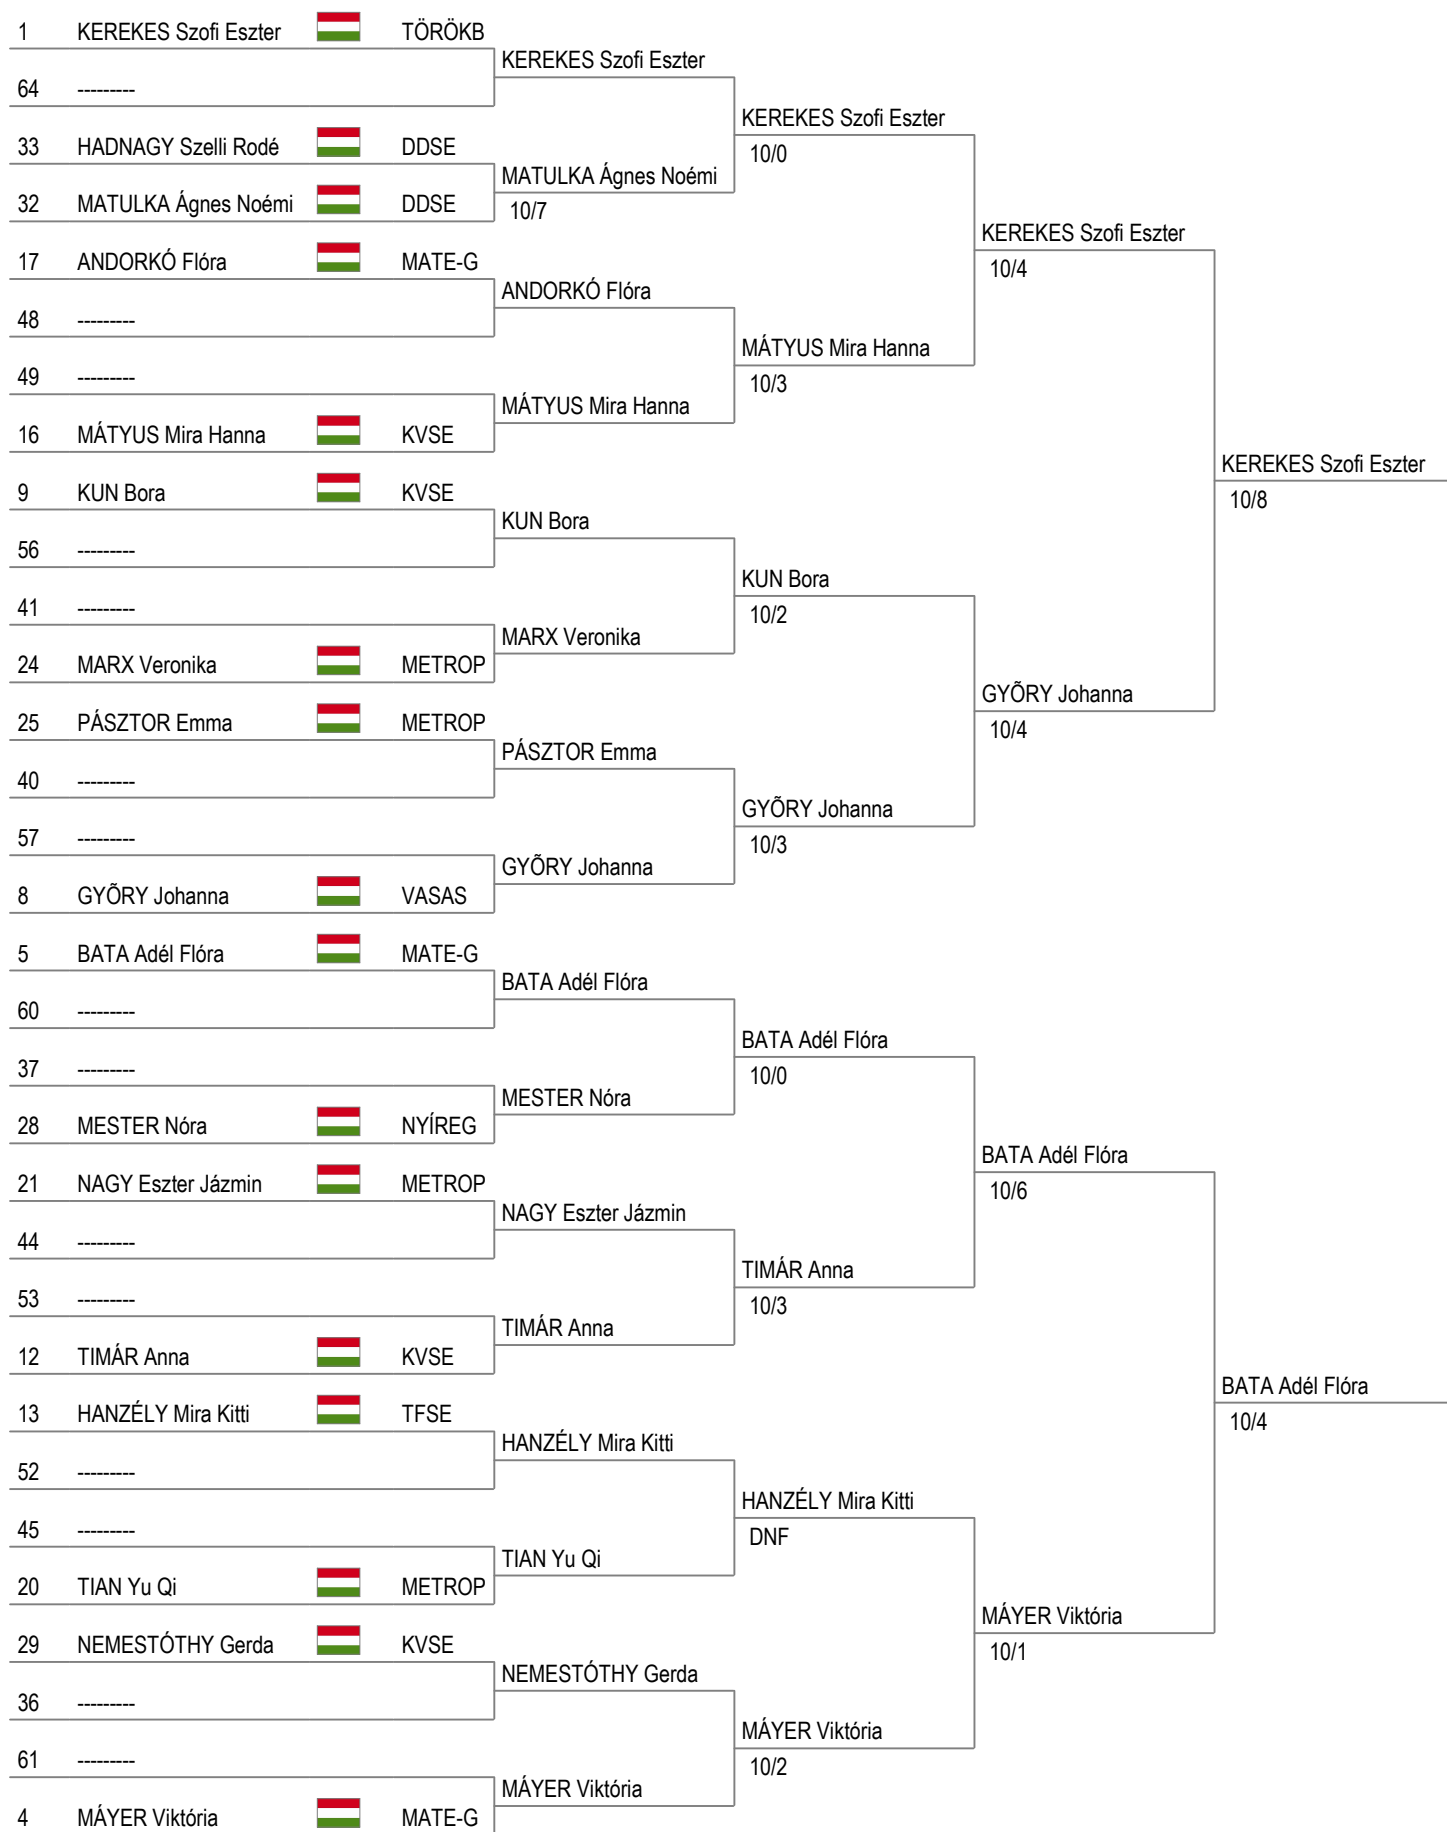 1 KEREKES Szofi Eszter TÖRÖKB
KEREKES Szofi Eszter
64 ---------
KEREKES Szofi Eszter
10/0
33 HADNAGY Szelli Rodé DDSE
MATULKA Ágnes Noémi
10/7
32 MATULKA Ágnes Noémi DDSE
KEREKES Szofi Eszter
10/4
17 ANDORKÓ Flóra MATE-G
ANDORKÓ Flóra
48 ---------
MÁTYUS Mira Hanna
10/3
49 ---------
MÁTYUS Mira Hanna
16 MÁTYUS Mira Hanna KVSE
KEREKES Szofi Eszter
10/8
9 KUN Bora KVSE
KUN Bora
56 ---------
KUN Bora
10/2
41 ---------
MARX Veronika
24 MARX Veronika METROP
GYÕRY Johanna
10/4
25 PÁSZTOR Emma METROP
PÁSZTOR Emma
40 ---------
GYÕRY Johanna
10/3
57 ---------
GYÕRY Johanna
8 GYÕRY Johanna VASAS
5 BATA Adél Flóra MATE-G
BATA Adél Flóra
60 ---------
BATA Adél Flóra
10/0
37 ---------
MESTER Nóra
28 MESTER Nóra NYÍREG
BATA Adél Flóra
10/6
21 NAGY Eszter Jázmin METROP
NAGY Eszter Jázmin
44 ---------
TIMÁR Anna
10/3
53 ---------
TIMÁR Anna
12 TIMÁR Anna KVSE
BATA Adél Flóra
10/4
13 HANZÉLY Mira Kitti TFSE
HANZÉLY Mira Kitti
52 ---------
HANZÉLY Mira Kitti
DNF
45 ---------
TIAN Yu Qi
20 TIAN Yu Qi METROP
MÁYER Viktória
10/1
29 NEMESTÓTHY Gerda KVSE
NEMESTÓTHY Gerda
36 ---------
MÁYER Viktória
10/2
61 ---------
MÁYER Viktória
4 MÁYER Viktória MATE-G